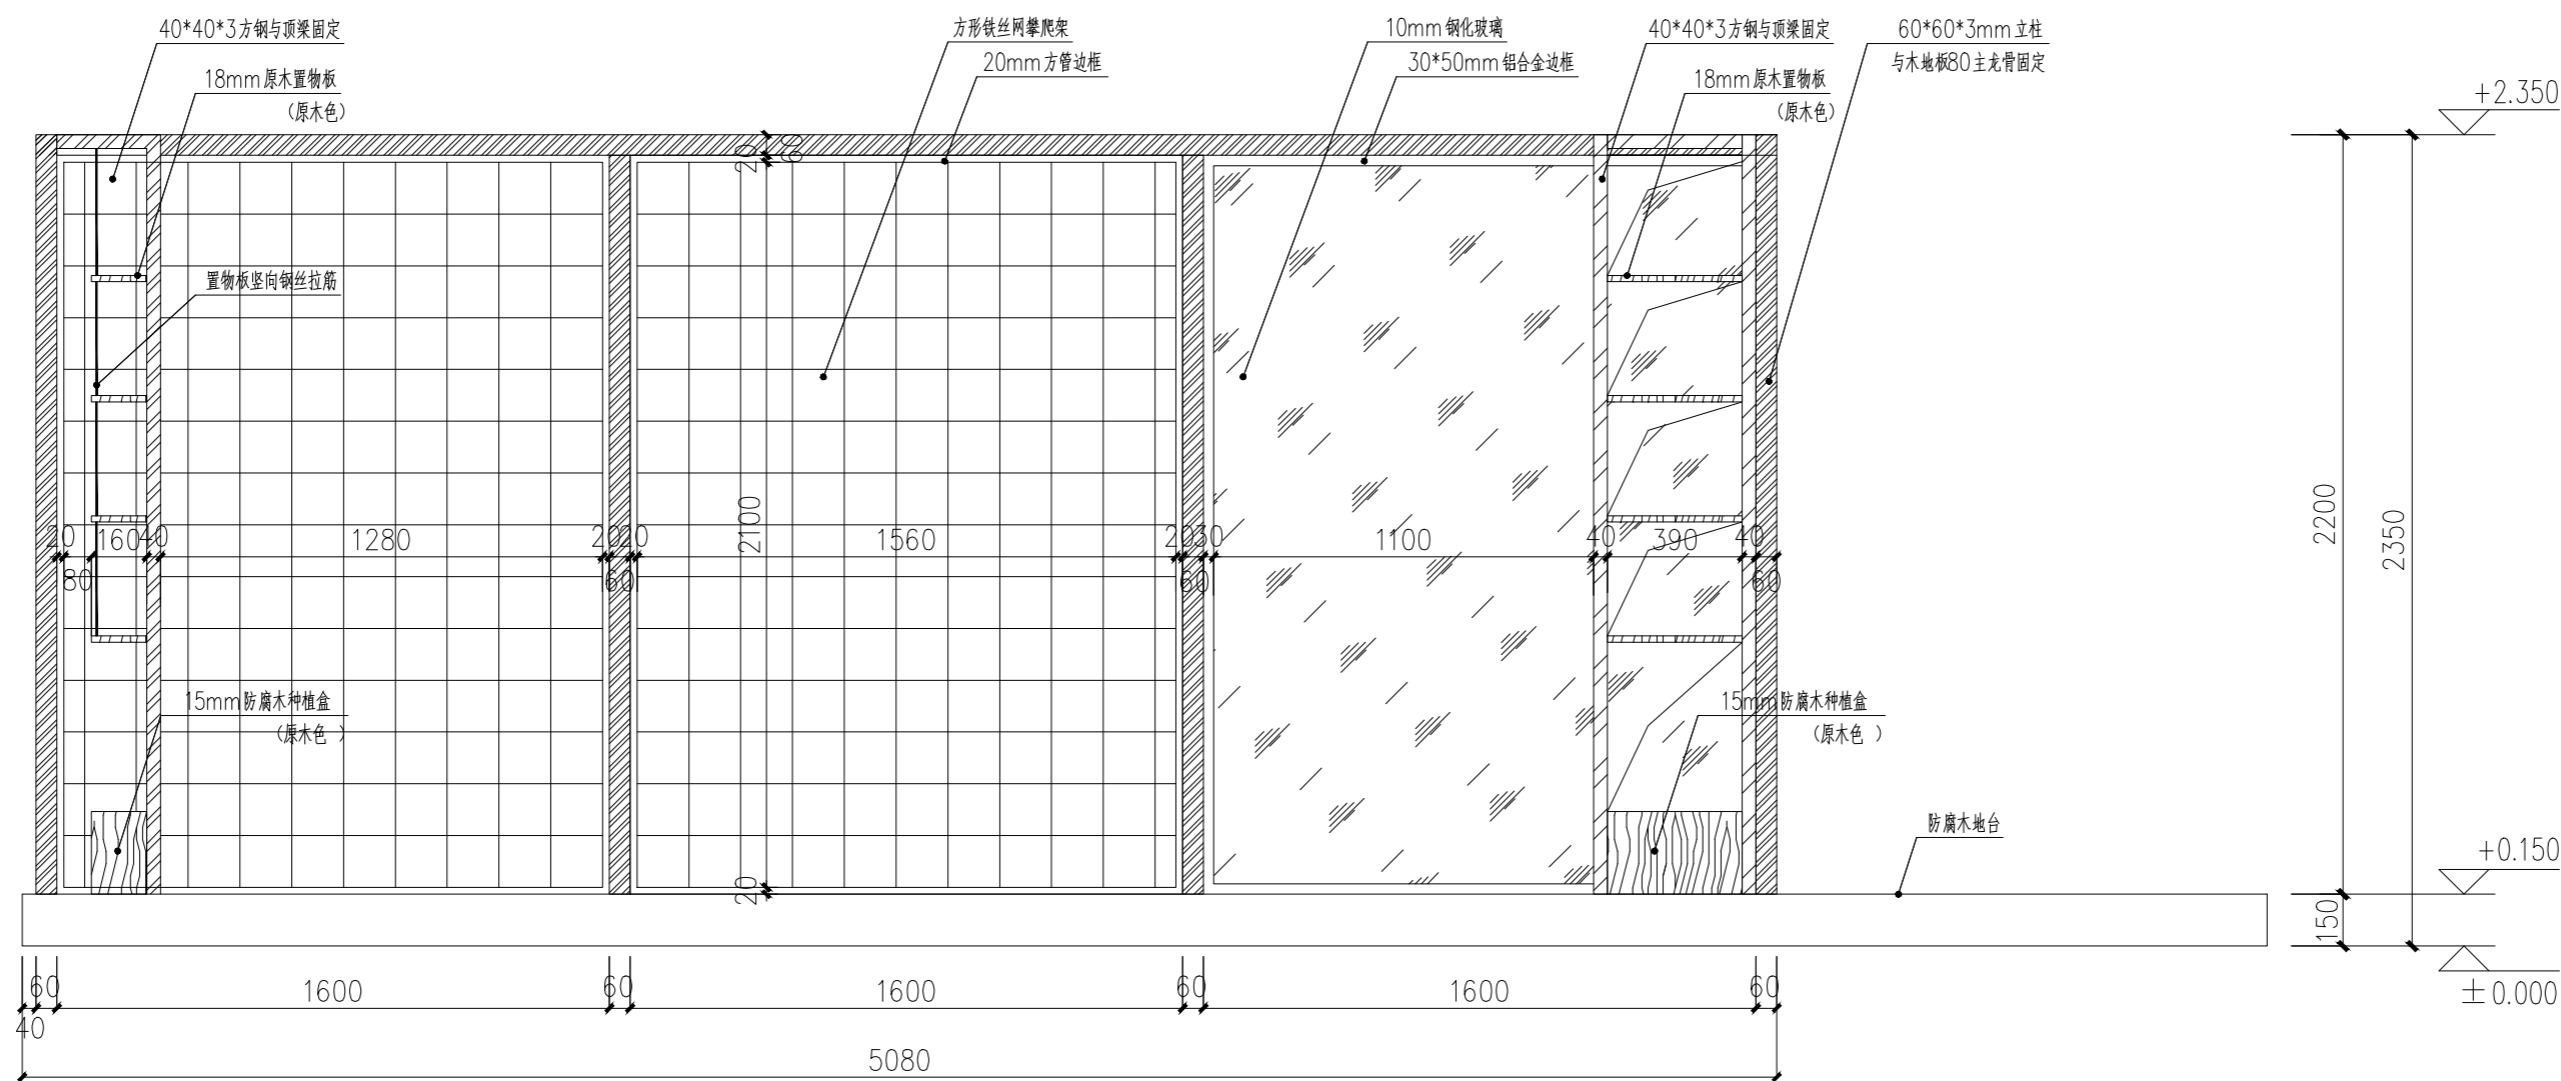 40*40*3方钢与顶梁固定
18mm原木置物板
(原木色)
方形铁丝网攀爬架
20mm方管边框
10mm钢化玻璃
30*50mm铝合金边框
40*40*3方钢与顶梁固定
18mm原木置物板
(原木色)
60*60*3mm立柱
与木地板80主龙骨固定
+2.350
20
60
置物板竖向钢丝拉筋
2100
2200
2350
20
160
40
1280
20
20
1560
20
30
1100
40
390
40
80
60
60
60
15mm防腐木种植盒
(原木色 )
15mm防腐木种植盒
(原木色 )
防腐木地台
+0.150
20
150
60
1600
60
1600
60
1600
60
±0.000
40
5080